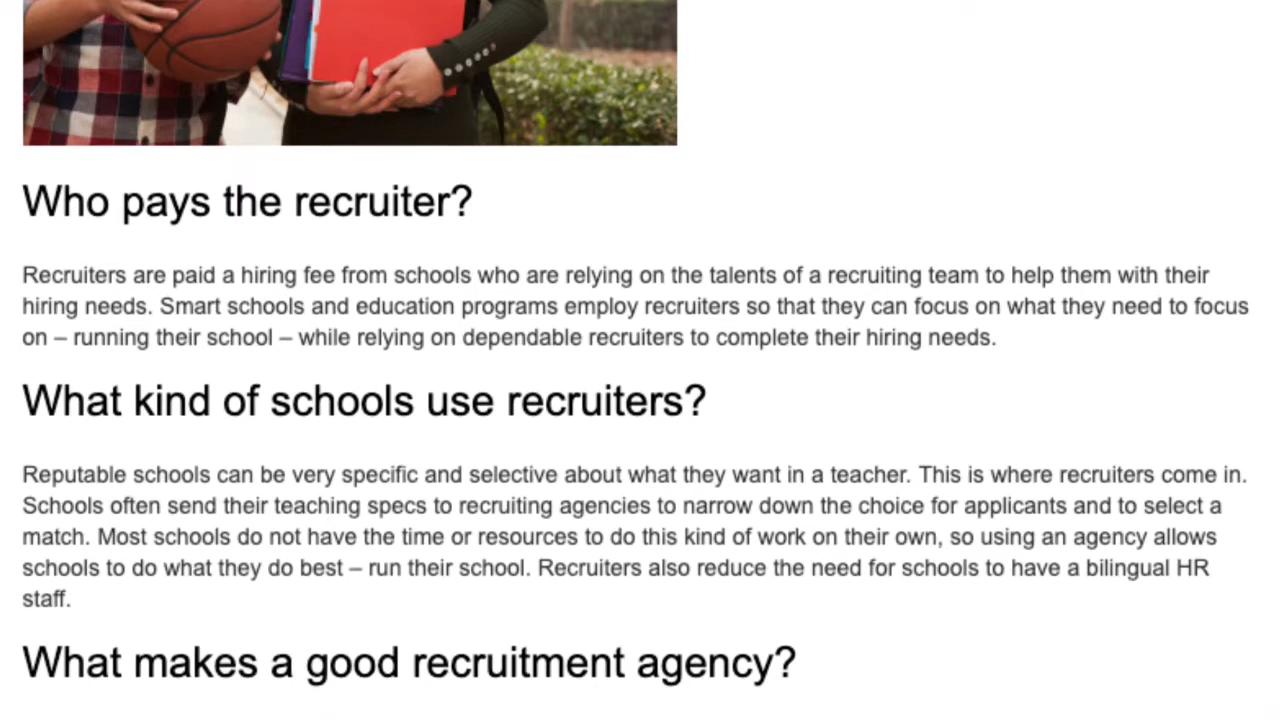 Who pays the recruiter?
Recruiters are paid a hiring fee from schools who are relying on the talents of a recruiting team to help them with their
hiring needs. Smart schools and education programs employ recruiters so that they can focus on what they need to focus
on – running their school – while relying on dependable recruiters to complete their hiring needs.
What kind of schools use recruiters?
Reputable schools can be very specific and selective about what they want in a teacher. This is where recruiters come in.
Schools often send their teaching specs to recruiting agencies to narrow down the choice for applicants and to select a
match. Most schools do not have the time or resources to do this kind of work on their own, so using an agency allows
schools to do what they do best – run their school. Recruiters also reduce the need for schools to have a bilingual HR
staff.
What makes a good recruitment agency?